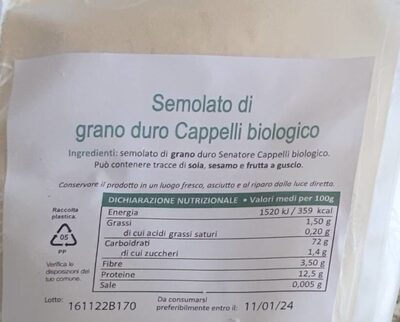 Semolato di
grano duro Cappelli biologico
Ingredienti: semolato di grano duro Senatore Cappelli biologico.
Può contenere tracce di soia, sesamo e frutta a guscio.
Conservare il prodotto in un luogo fresco, asciutto e al riparo dalla luce diretta.
Raccolta
plastica.
05
PP
Verifica le
disposizioni del
tuo comune.
DICHIARAZIONE NUTRIZIONALE • Valori medi per 100g
Energia 1520 kJ / 359 kcal
Grassi 1,50 g
di cui acidi grassi saturi 0,20 g
Carboidrati 72 g
di cui zuccheri 1,4 g
Fibre 3,50 g
Proteine 12,5 g
Sale 0,005 g
Lotto: 161122B170
Da consumarsi
preferibilmente entro il: 11/01/24